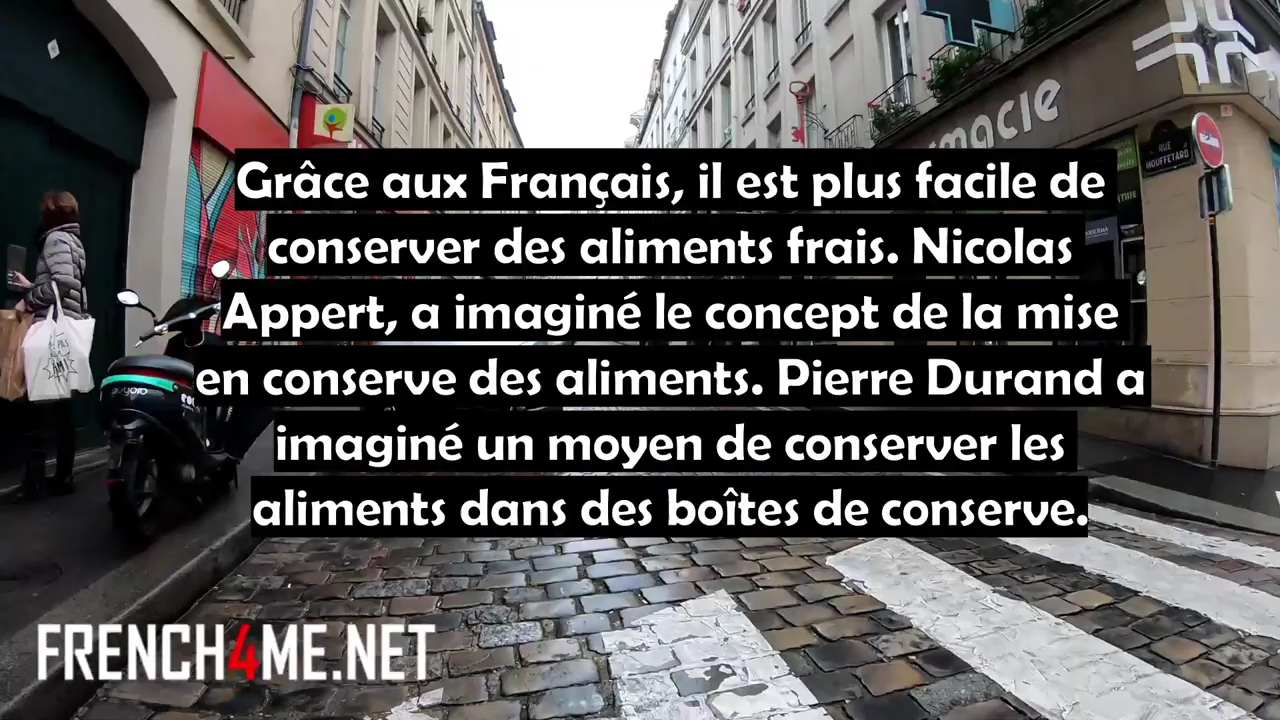 Grâce aux Français, il est plus facile de
conserver des aliments frais. Nicolas
Appert, a imaginé le concept de la mise
en conserve des aliments. Pierre Durand a
imaginé un moyen de conserver les
aliments dans des boîtes de conserve.
FRENCH4ME.NET
macie
RUE
MOUFFETARD